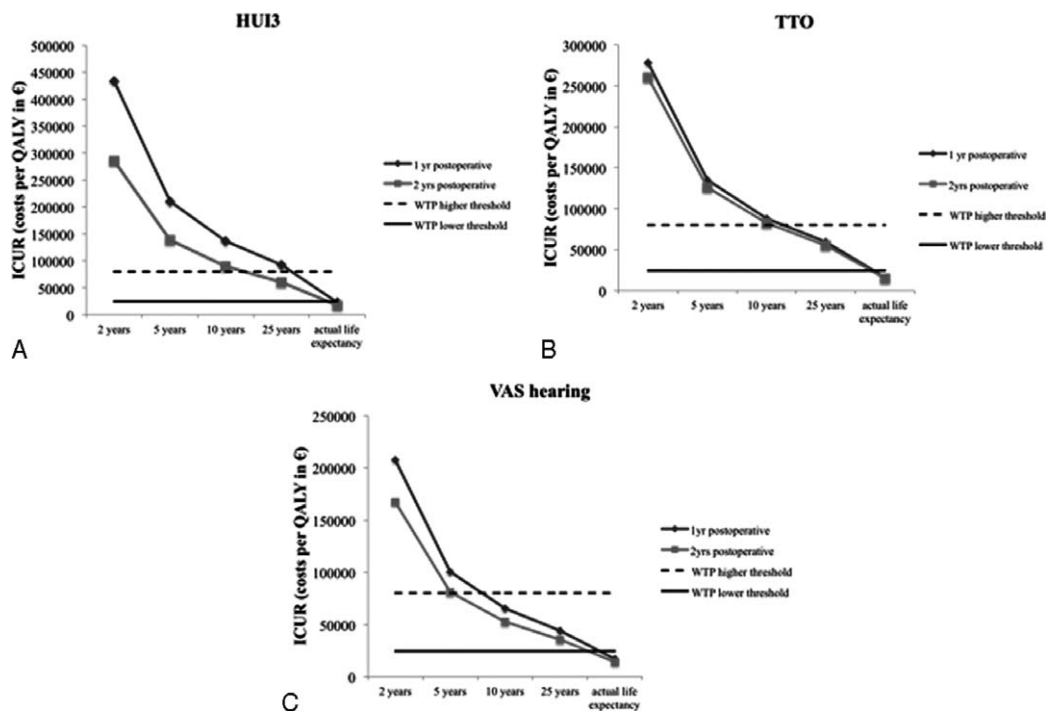 HUI3
ICUR (costs per QALY in €)
500000
450000
400000
350000
300000
250000
200000
150000
100000
50000
0
2 years
5 years
10 years
25 years
actual life
expectancy
1 yr postoperative
2 yrs postoperative
WTP higher threshold
WTP lower threshold
A
TTO
ICUR (costs per QALY in €)
300000
250000
200000
150000
100000
50000
0
2 years
5 years
10 years
25 years
actual life
expectancy
1 yr postoperative
2yrs postoperative
WTP higher threshold
WTP lower threshold
B
VAS hearing
ICUR (costs per QALY in €)
250000
200000
150000
100000
50000
0
2 years
5 years
10 years
25 years
actual life
expectancy
1yr postoperative
2yrs postoperative
WTP higher threshold
WTP lower threshold
C